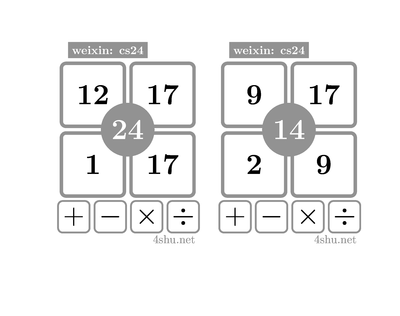 weixin: cs24
12 17
24
1 17
+ − × ÷
4shu.net
weixin: cs24
9 17
14
2 9
+ − × ÷
4shu.net